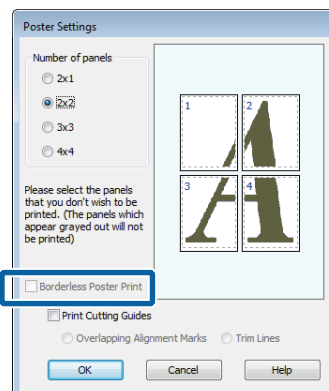 Poster Settings
Number of panels
2x1
2x2
3x3
4x4
1
2
3
4
Please select the panels
that you don't wish to be
printed. (The panels which
appear grayed out will not
be printed)
Borderless Poster Print
Print Cutting Guides
Overlapping Alignment Marks
Trim Lines
OK
Cancel
Help